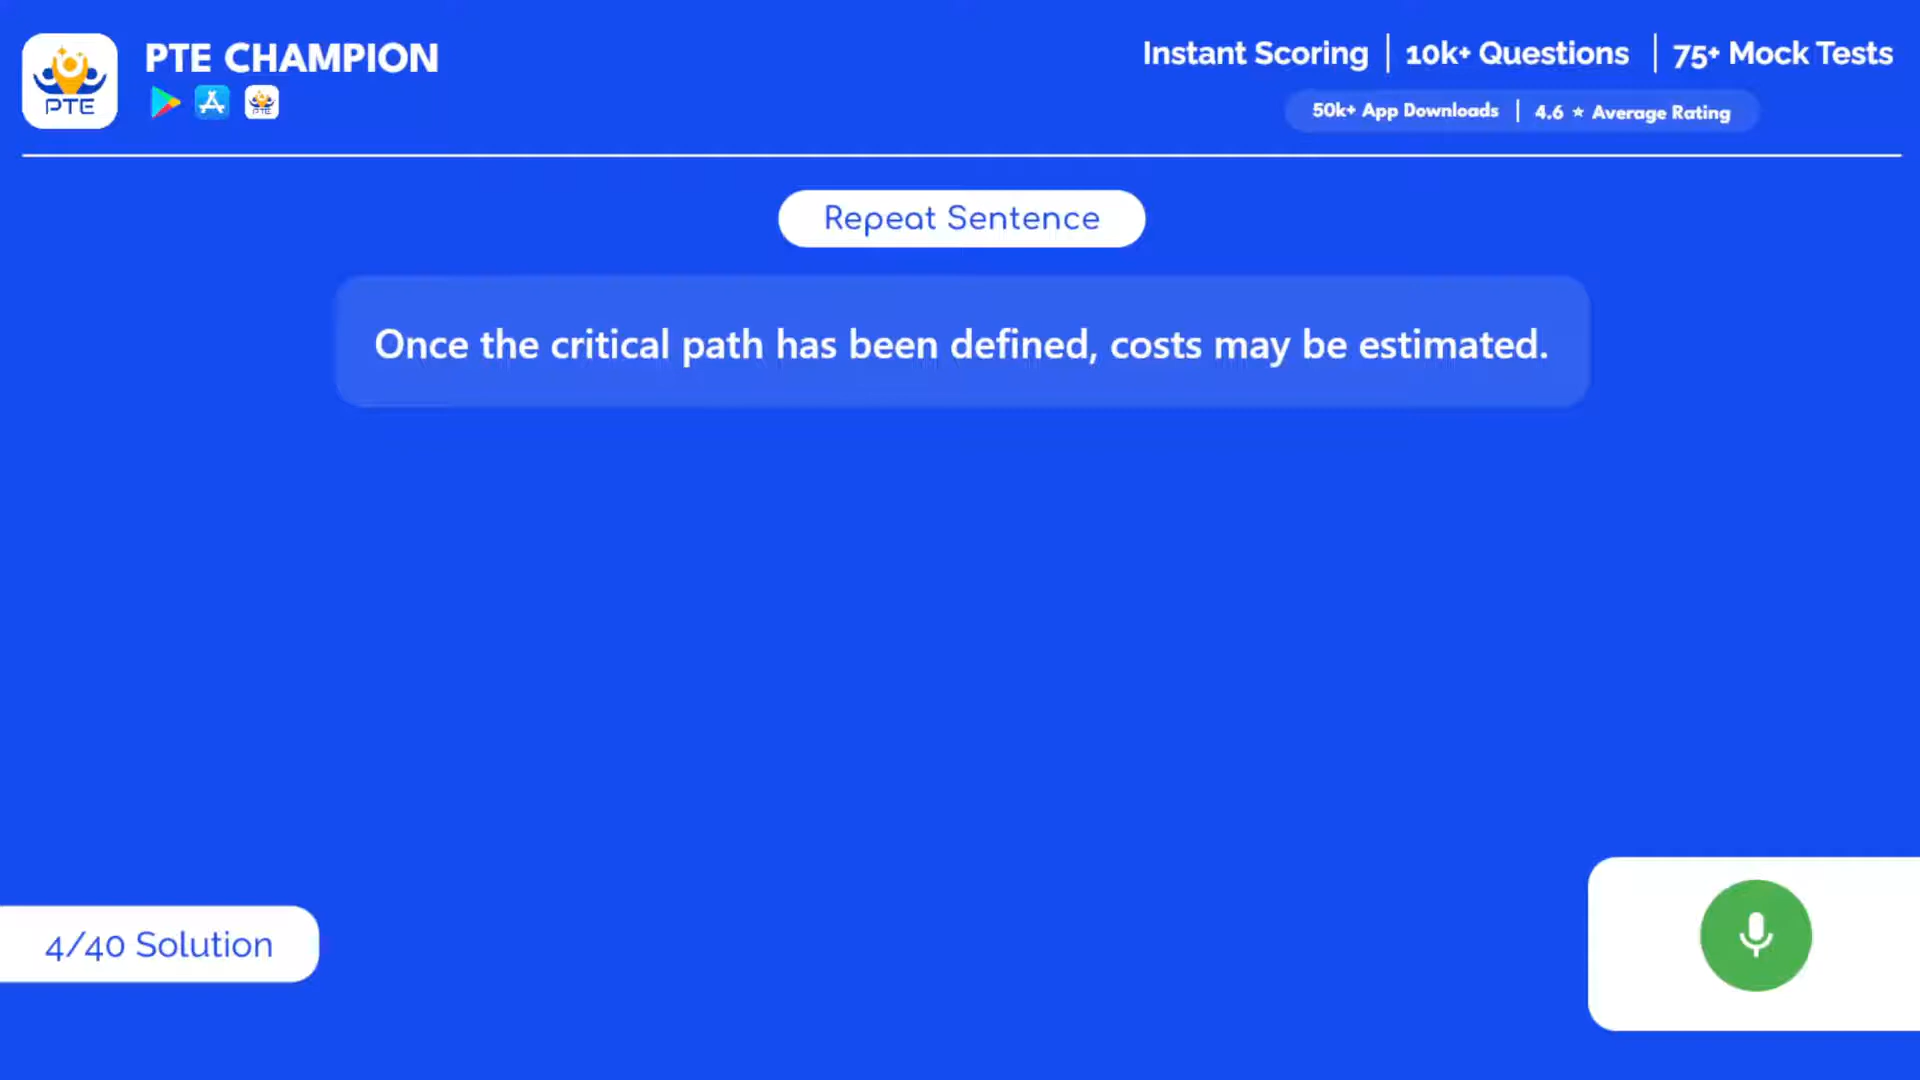 PTE
PTE CHAMPION
PTE
Instant Scoring | 10k+ Questions | 75+ Mock Tests
50k+ App Downloads | 4.6 ★ Average Rating
Repeat Sentence
Once the critical path has been defined, costs may be estimated.
4/40 Solution